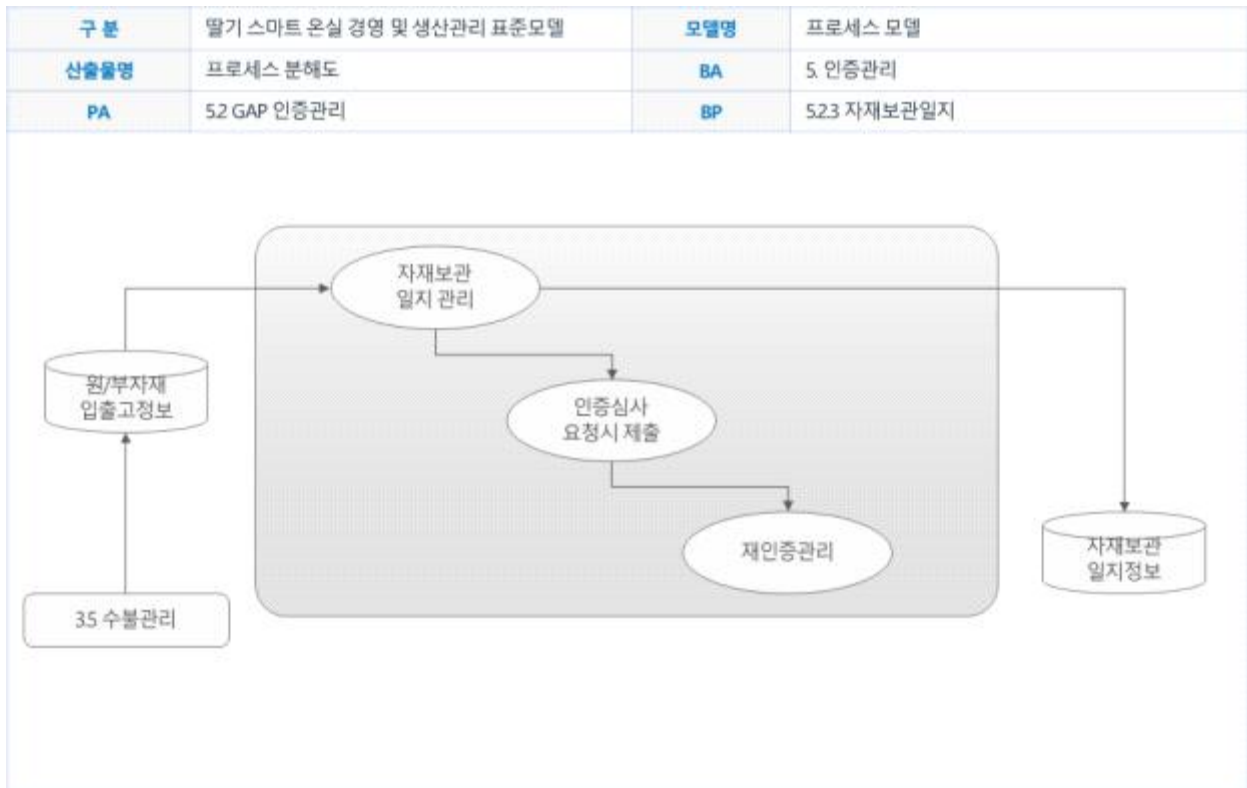 구 분 딸기 스마트 온실 경영 및 생산관리 표준모델 모델명 프로세스 모델
산출물명 프로세스 분해도 BA 5. 인증관리
PA 5.2 GAP 인증관리 BP 5.2.3 자재보관일지
자재보관
일지 관리
원/부자재
입출고정보
인증심사
요청시 제출
재인증관리
자재보관
일지정보
3.5 수불관리